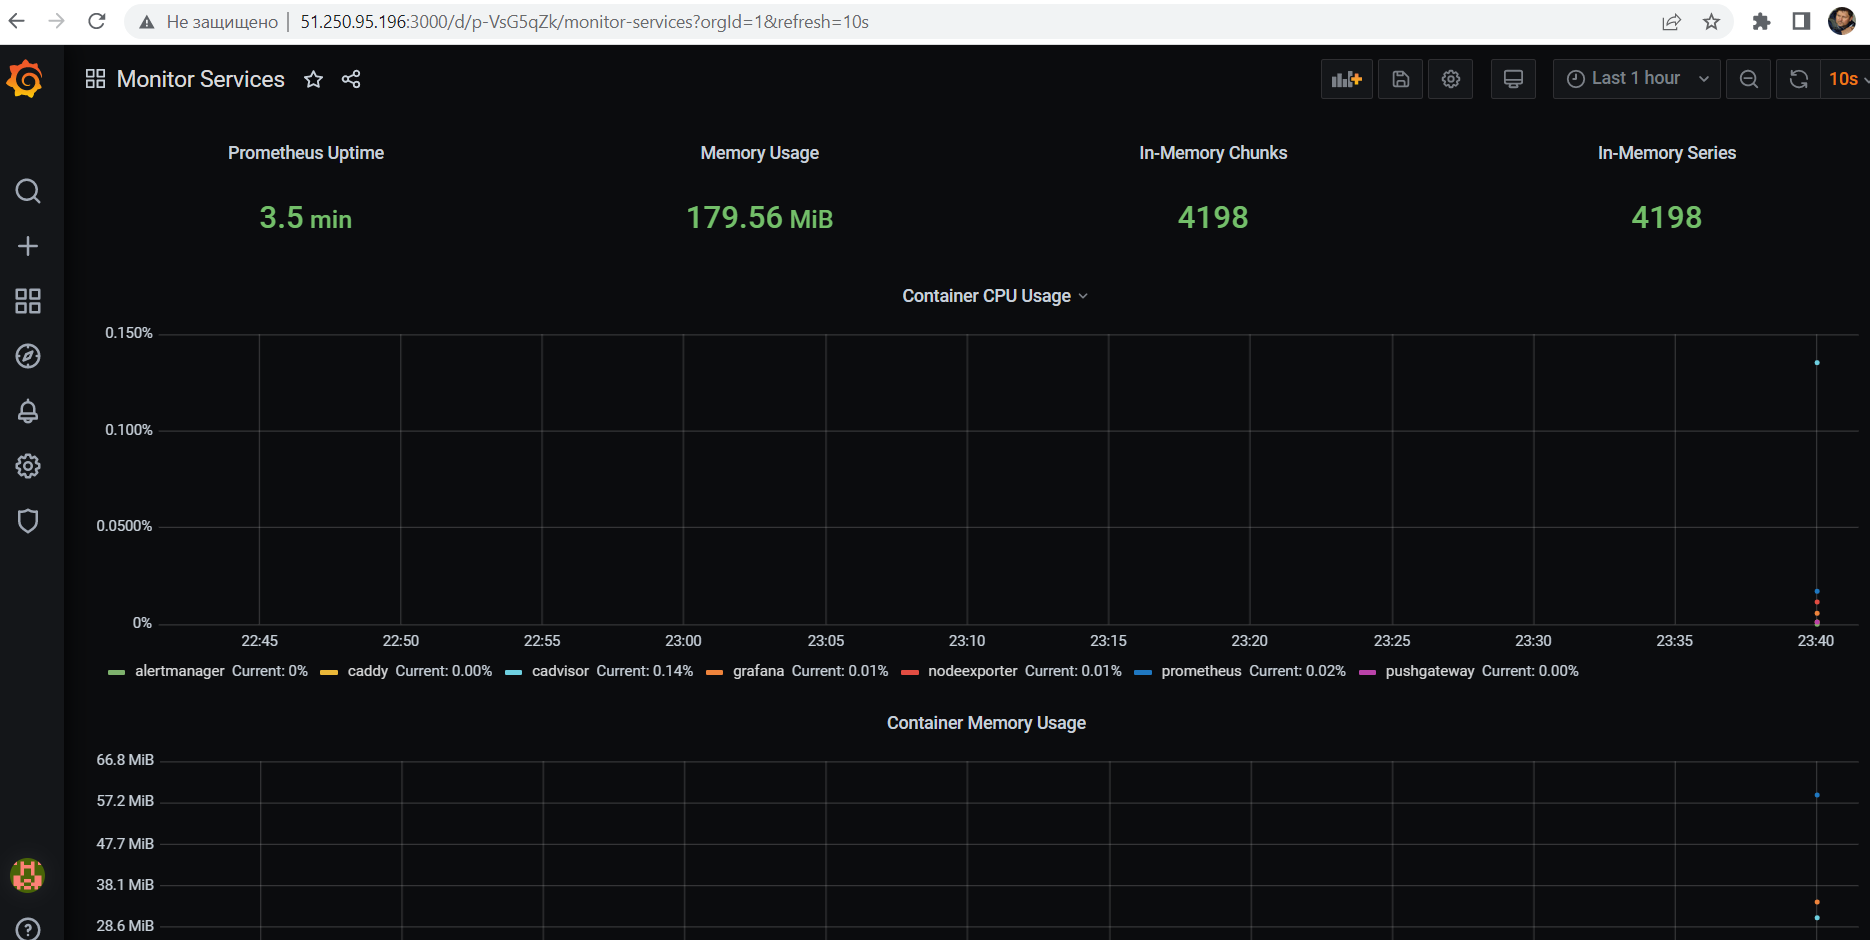 Не защищено | 51.250.95.196:3000/d/p-VsG5qZk/monitor-services?orgId=1&refresh=10s
Monitor Services
Last 1 hour
10s
Prometheus Uptime
Memory Usage
In-Memory Chunks
In-Memory Series
3.5 min
179.56 MiB
4198
4198
Container CPU Usage
0.150%
0.100%
0.0500%
0%
22:45 22:50 22:55 23:00 23:05 23:10 23:15 23:20 23:25 23:30 23:35 23:40
alertmanager Current: 0% caddy Current: 0.00% cadvisor Current: 0.14% grafana Current: 0.01% nodeexporter Current: 0.01% prometheus Current: 0.02% pushgateway Current: 0.00%
Container Memory Usage
66.8 MiB
57.2 MiB
47.7 MiB
38.1 MiB
28.6 MiB